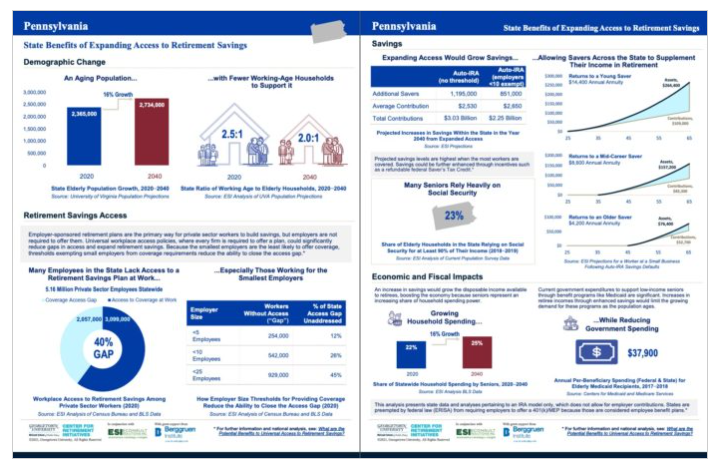 Pennsylvania
State Benefits of Expanding Access to Retirement Savings
Demographic Change
An Aging Population...
16% Growth
3,000,000
2,500,000
2,000,000
1,500,000
1,000,000
500,000
0
2,365,000
2,734,000
2020
2040
State Elderly Population Growth, 2020-2040
Source: University of Virginia Population Projections
...with Fewer Working-Age Households
to Support it
2.5:1
2.0:1
2020
2040
State Ratio of Working Age to Elderly Households, 2020-2040
Source: ESI Analysis of UVA Population Projections
Retirement Savings Access
Employer-sponsored retirement plans are the primary way for private sector workers to build savings, but employers are not
required to offer them. Universal workplace access policies, where every firm is required to offer a plan, could significantly
reduce gaps in access and expand retirement savings. Because the smallest employers are the least likely to offer coverage,
thresholds exempting small employers from coverage requirements reduce the ability to close the access gap.*
Many Employees in the State Lack Access to a
Retirement Savings Plan at Work...
5.16 Million Private Sector Employees Statewide
Coverage Access Gap
Access to Coverage at Work
2,057,000
3,099,000
40%
GAP
Workplace Access to Retirement Savings Among
Private Sector Workers (2020)
Source: ESI Analysis of Census Bureau and BLS Data
...Especially Those Working for the
Smallest Employers
Employer Size
Workers Without Access ("Gap")
% of State Access Gap Unaddressed
<5 Employees 254,000 12%
<10 Employees 542,000 26%
<25 Employees 929,000 45%
How Employer Size Thresholds for Providing Coverage
Reduce the Ability to Close the Access Gap (2020)
Source: ESI Analysis of Census Bureau and BLS Data
GEORGETOWN UNIVERSITY
CENTER FOR
RETIREMENT
INITIATIVES
In conjunction with
ESI
Berggruen
Institute
*For further information and national analysis, see: What are the
Potential Benefits to Universal Access to Retirement Savings?
Pennsylvania
State Benefits of Expanding Access to Retirement Savings
Savings
Expanding Access Would Grow Savings...
Auto-IRA (no threshold)
Auto-IRA (employers <10 exempt)
Additional Savers 1,195,000 851,000
Average Contribution $2,530 $2,650
Total Contributions $3.03 Billion $2.25 Billion
Projected Increases in Savings Within the State in the Year
2040 from Expanded Access
Source: ESI Projections
Projected savings levels are highest when the most workers are
covered. Savings could be further enhanced through incentives such
as a refundable federal Saver's Tax Credit.*
Many Seniors Rely Heavily on
Social Security
23%
Share of Elderly Households in the State Relying on Social
Security for at Least 90% of Their Income (2016-2018)
Source: ESI Analysis of Current Population Survey Data
...Allowing Savers Across the State to Supplement
Their Income in Retirement
Returns to a Young Saver
$14,400 Annual Annuity
Assets,
Contributions,
25
35
45
55
65
Returns to a Mid-Career Saver
Assets,
Contributions,
25
35
45
55
65
Returns to an Older Saver
$4,200 Annual Annuity
Assets,
Contributions,
25
35
45
55
65
Source: ESI Projections for a Worker at a Small Business
Following Auto-IRA Savings Defaults
Economic and Fiscal Impacts
An increase in savings would grow the disposable income available
to retirees, boosting the economy because seniors represent an
increasing share of household spending power.
Growing
Household Spending...
16% Growth
22%
25%
2020
2040
Share of Statewide Household Spending by Seniors, 2020-2040
Source: ESI Analysis BLS Data
Current government expenditures to support low-income seniors
through benefit programs like Medicaid are significant. Increases in
retiree incomes through enhanced savings would limit the growing
demand for these programs as the population ages.
...While Reducing
Government Spending
$
$37,900
Annual Per-Beneficiary Spending (Federal & State) for
Elderly Medicaid Recipients, 2017-2018
Source: Centers for Medicaid and Medicare Services
This analysis presents state data and analyses pertaining to an IRA model only, which does not allow for employer contributions. States are
preempted by federal law (ERISA) from requiring employers to offer a 401(k)/MEP because those are considered employee benefit plans.*
GEORGETOWN UNIVERSITY
CENTER FOR
RETIREMENT
INITIATIVES
In conjunction with
ESI
Berggruen
Institute
*For further information and national analysis, see: What are the
Potential Benefits to Universal Access to Retirement Savings?